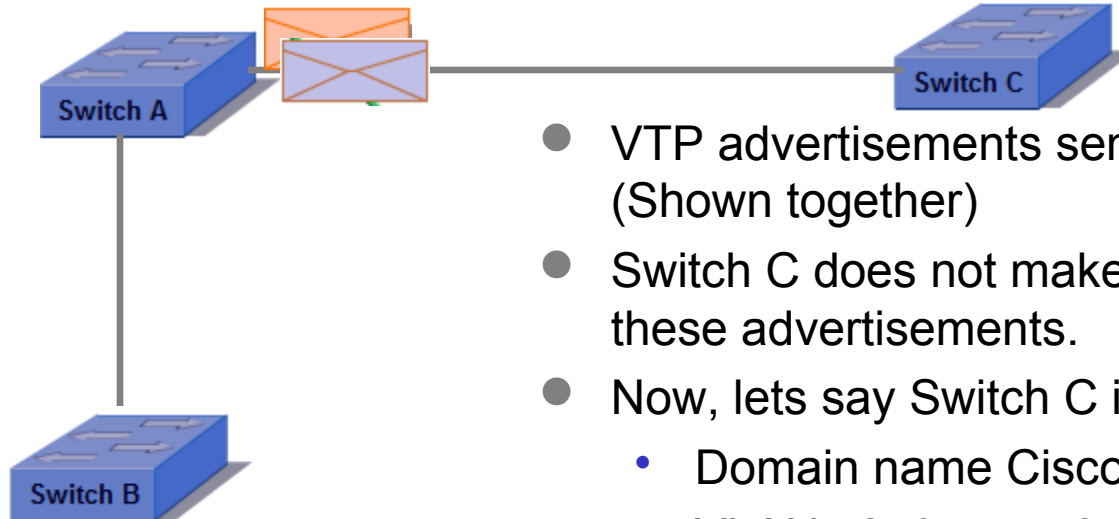 Switch A
Switch C
VTP advertisements
(Shown together)
Switch C does not make
these advertisements.
Now, lets say Switch C
Domain name Cisco
Switch B